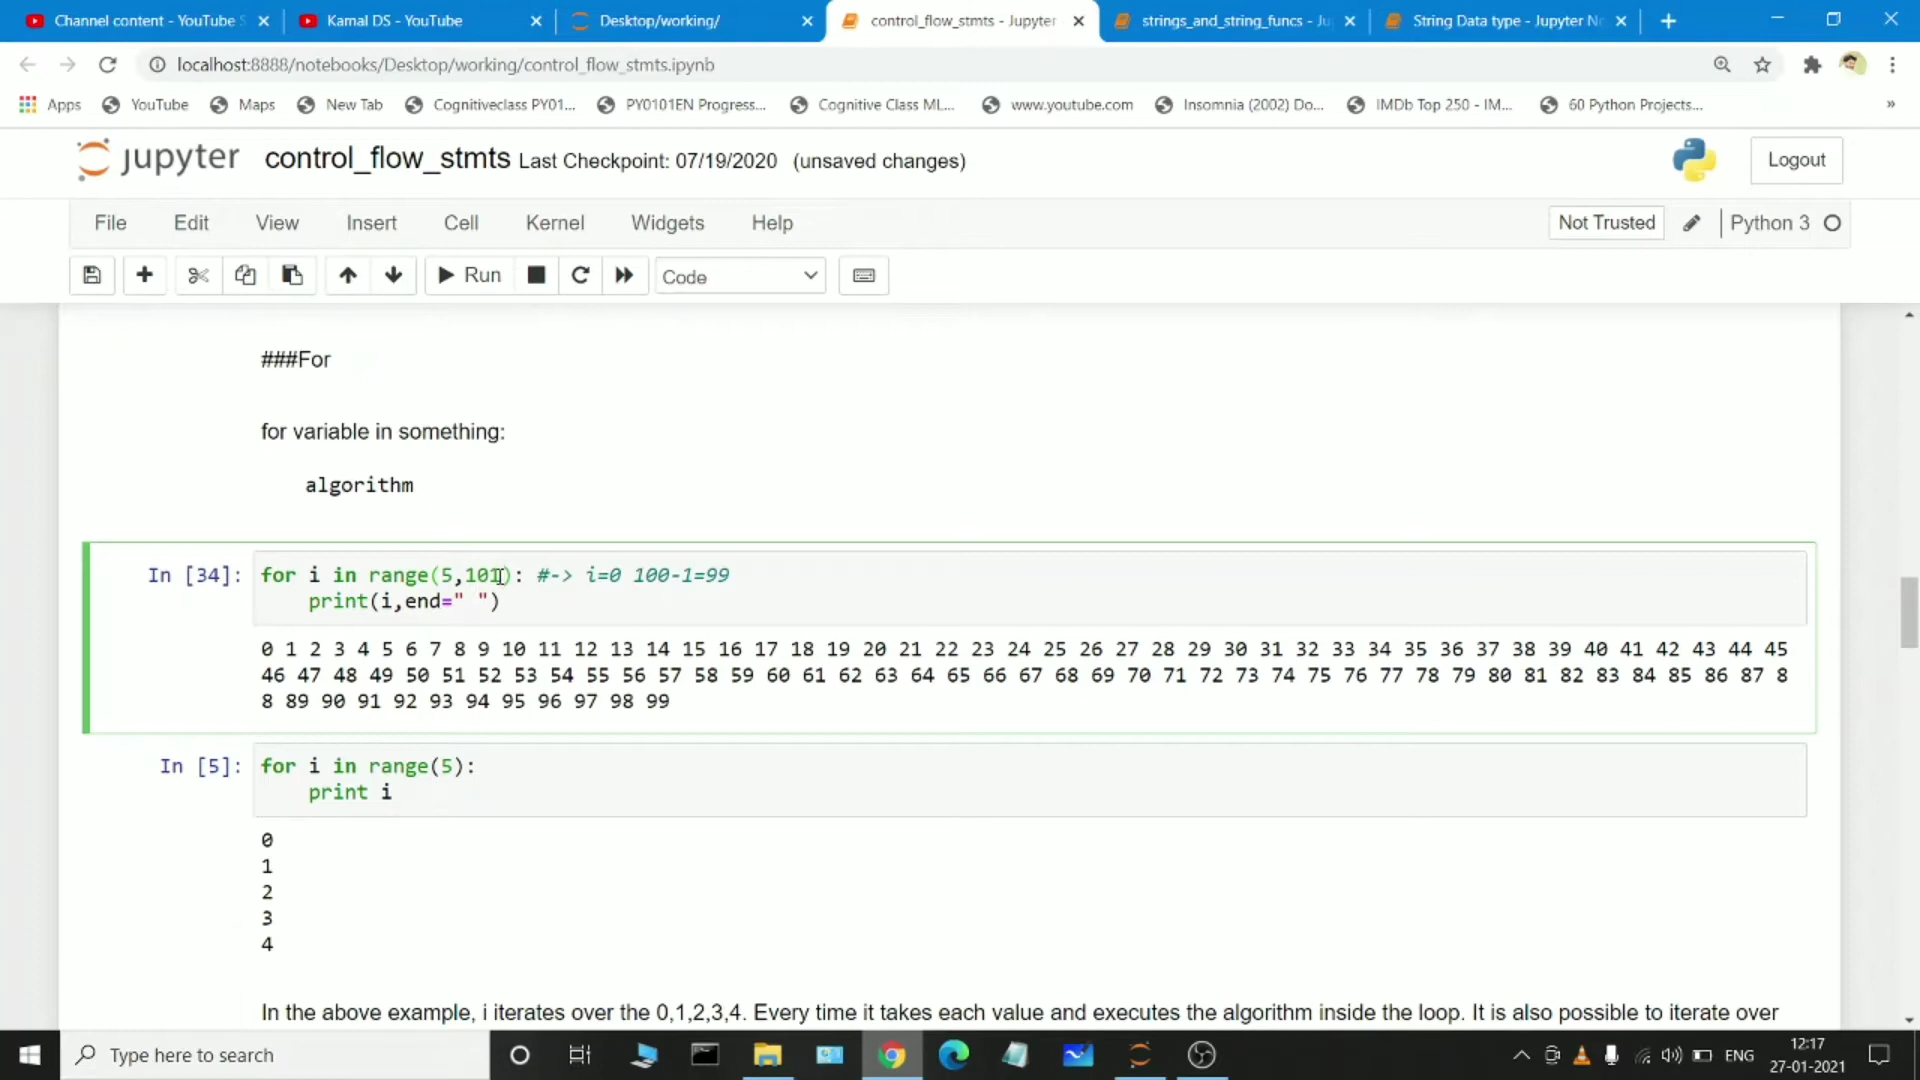 Channel content - YouTube S
Kamal DS - YouTube
Desktop/working/
control_flow_stmts - Jupyter
strings_and_string_funcs - Ju
String Data type - Jupyter No
localhost:8888/notebooks/Desktop/working/control_flow_stmts.ipynb
Apps YouTube Maps New Tab Cognitiveclass PY01... PY0101EN Progress... Cognitive Class ML... www.youtube.com Insomnia (2002) Do... IMDb Top 250 - IM... 60 Python Projects... »
jupyter control_flow_stmts Last Checkpoint: 07/19/2020 (unsaved changes) Logout
File Edit View Insert Cell Kernel Widgets Help Not Trusted Python 3
Run Code
###For
for variable in something:
algorithm
In [34]: for i in range(5,101): #-> i=0 100-1=99
print(i,end=" ")
0 1 2 3 4 5 6 7 8 9 10 11 12 13 14 15 16 17 18 19 20 21 22 23 24 25 26 27 28 29 30 31 32 33 34 35 36 37 38 39 40 41 42 43 44 45
46 47 48 49 50 51 52 53 54 55 56 57 58 59 60 61 62 63 64 65 66 67 68 69 70 71 72 73 74 75 76 77 78 79 80 81 82 83 84 85 86 87 8
8 89 90 91 92 93 94 95 96 97 98 99
In [5]: for i in range(5):
print i
0
1
2
3
4
In the above example, i iterates over the 0,1,2,3,4. Every time it takes each value and executes the algorithm inside the loop. It is also possible to iterate over
Type here to search
ENG
12:17
27-01-2021